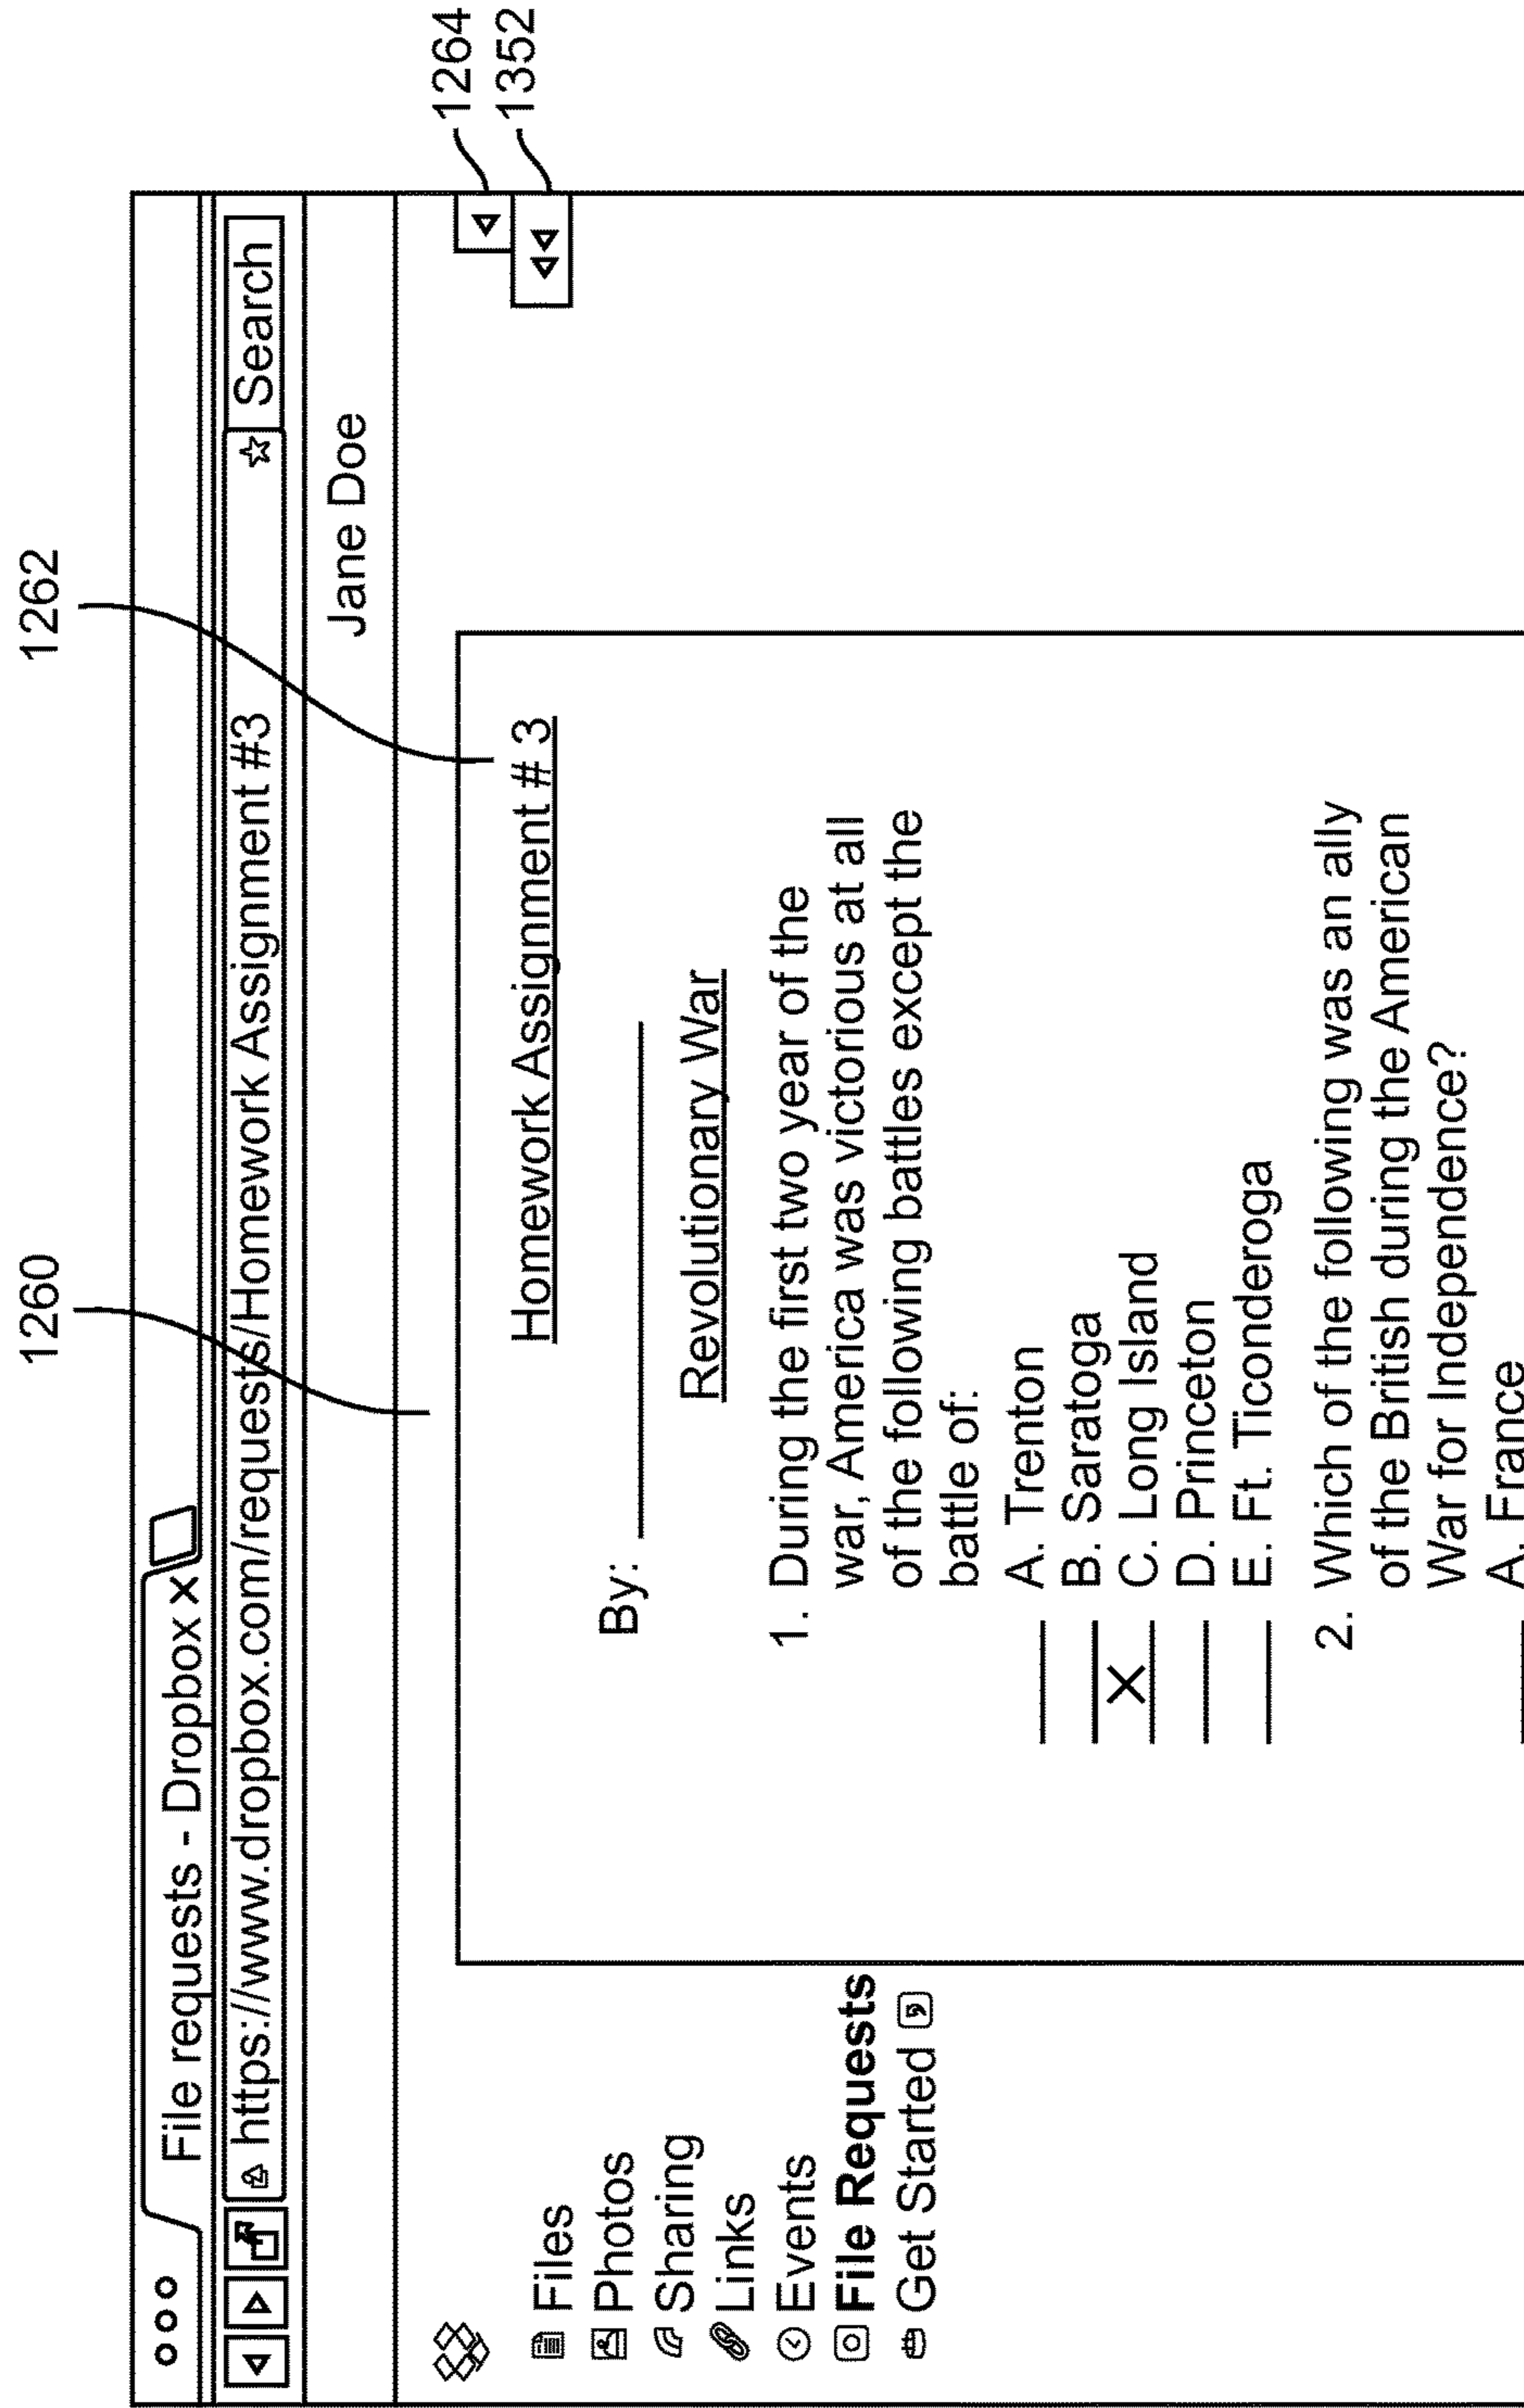 1260
1262
File requests - Dropbox X
https://www.dropbox.com/requests/Homework Assignment #3
Search
Jane Doe
1264
1352
Files
Photos
Sharing
Links
Events
File Requests
Get Started
Homework Assignment # 3
By:
Revolutionary War
1. During the first two year of the
war, America was victorious at all
of the following battles except the
battle of:
A. Trenton
B. Saratoga
X C. Long Island
D. Princeton
E. Ft. Ticonderoga
2. Which of the following was an ally
of the British during the American
War for Independence?
A. France